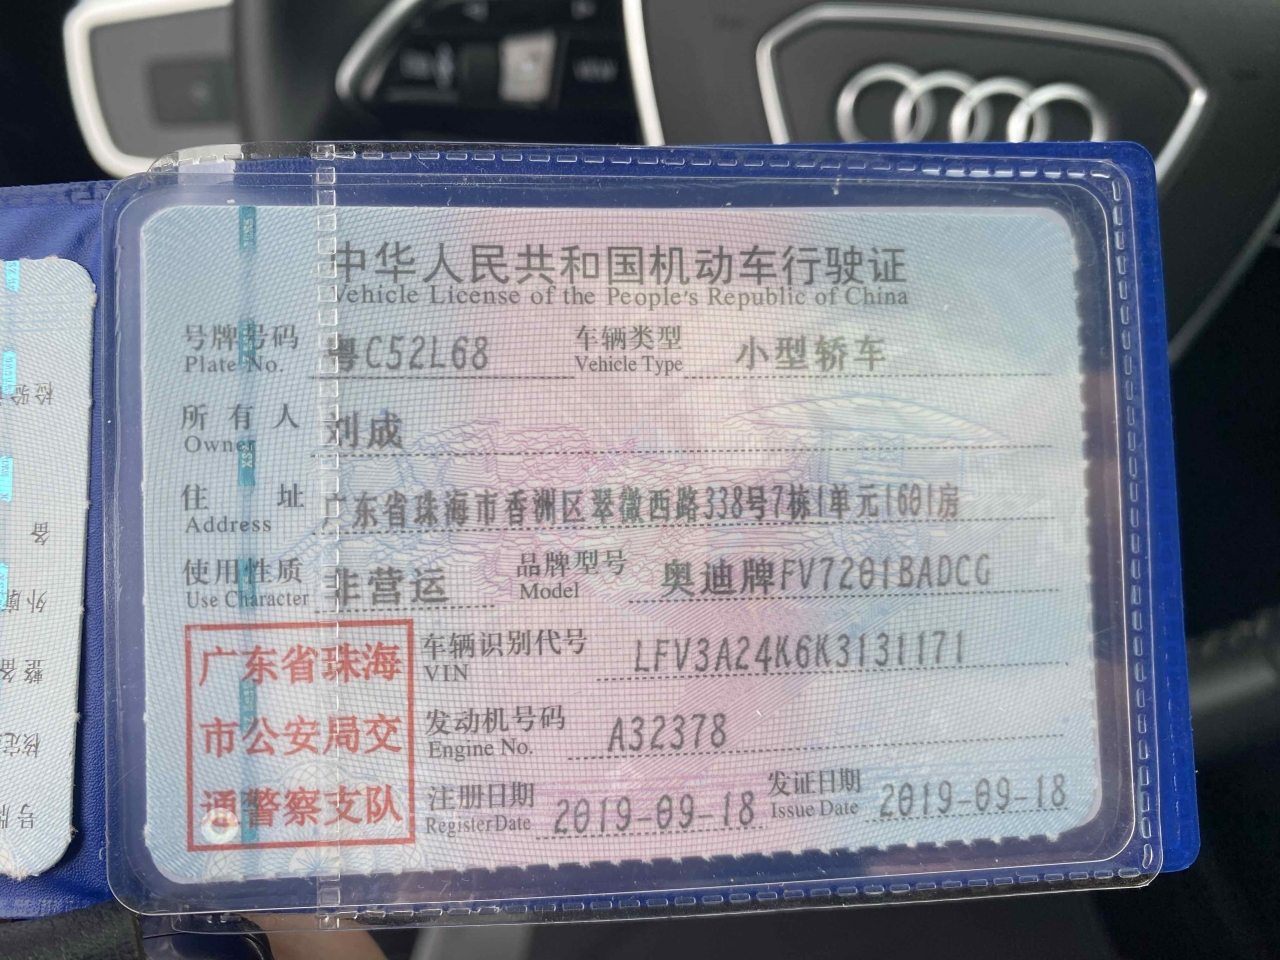 中华人民共和国机动车行驶证
Vehicle License of the People's Republic of China
号牌号码 粤C52L68 车辆类型 小型轿车
Plate No. Vehicle Type
所有人 刘成
Owner
住址 广东省珠海市香洲区翠微西路338号7栋1单元1601房
Address
使用性质 非营运 品牌型号 奥迪牌FV7201BADCG
Use Character Model
广东省珠海
市公安局交
通警察支队
车辆识别代号 LFV3A24K6K3131171
VIN
发动机号码 A32378
Engine No.
注册日期 2019-09-18 发证日期 2019-09-18
Register Date Issue Date
VIEW